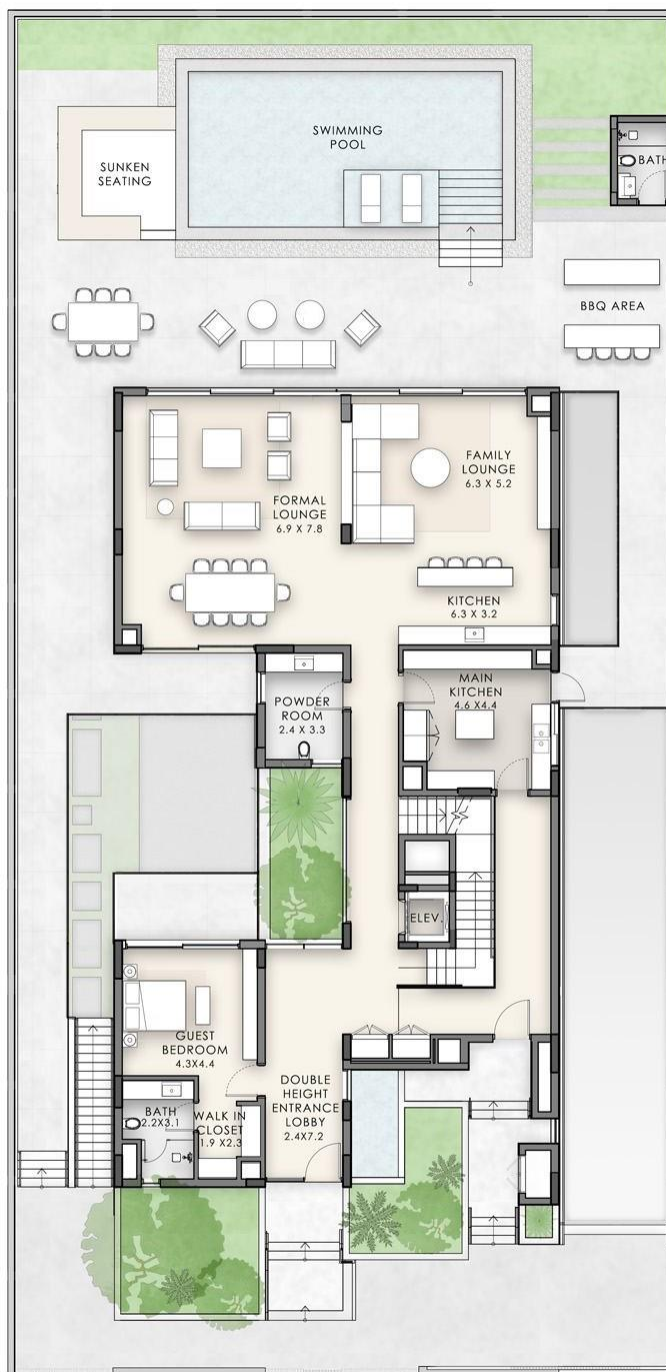 SWIMMING
POOL
SUNKEN
SEATING
BATH
BBQ AREA
FAMILY
LOUNGE
6.3 X 5.2
FORMAL
LOUNGE
6.9 X 7.8
KITCHEN
6.3 X 3.2
MAIN
KITCHEN
4.6 X4.4
POWDER
ROOM
2.4 X 3.3
ELEV.
GUEST
BEDROOM
4.3X4.4
DOUBLE
HEIGHT
ENTRANCE
LOBBY
2.4X7.2
BATH
2.2X3.1
WALK IN
CLOSET
1.9 X2.3